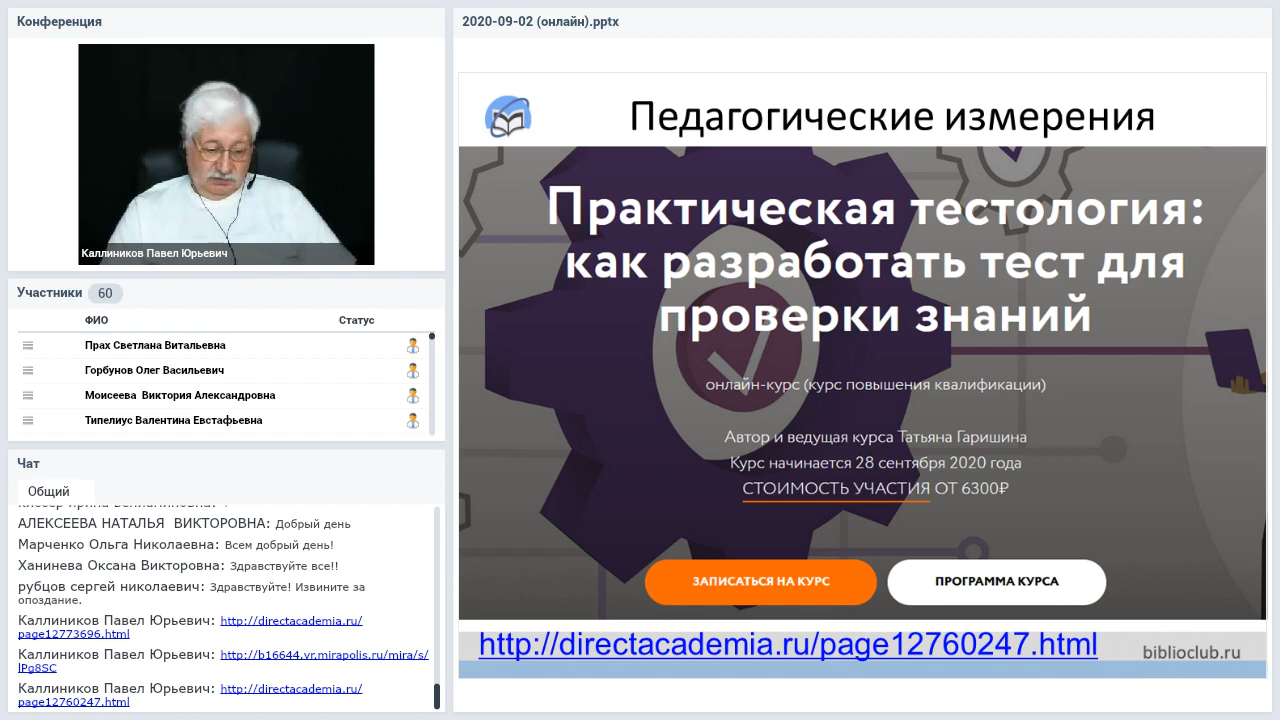 Конференция
Каллиников Павел Юрьевич
Участники 60
ФИО Статус
Прах Светлана Витальевна
Горбунов Олег Васильевич
Моисеева Виктория Александровна
Типелиус Валентина Евстафьевна
Чат
Общий
АЛЕКСЕЕВА НАТАЛЬЯ ВИКТОРОВНА: Добрый день
Марченко Ольга Николаевна: Всем добрый день!
Ханинева Оксана Викторовна: Здравствуйте все!!
рубцов сергей николаевич: Здравствуйте! Извините за
опоздание.
Каллиников Павел Юрьевич: http://directacademia.ru/
page12773696.html
Каллиников Павел Юрьевич: http://b16644.vr.mirapolis.ru/mira/s/
lPg8SC
Каллиников Павел Юрьевич: http://directacademia.ru/
page12760247.html
2020-09-02 (онлайн).pptx
Педагогические измерения
Практическая тестология:
как разработать тест для
проверки знаний
онлайн-курс (курс повышения квалификации)
Автор и ведущая курса Татьяна Гаришина
Курс начинается 28 сентября 2020 года
СТОИМОСТЬ УЧАСТИЯ ОТ 6300₽
ЗАПИСАТЬСЯ НА КУРС
ПРОГРАММА КУРСА
http://directacademia.ru/page12760247.html
biblioclub.ru